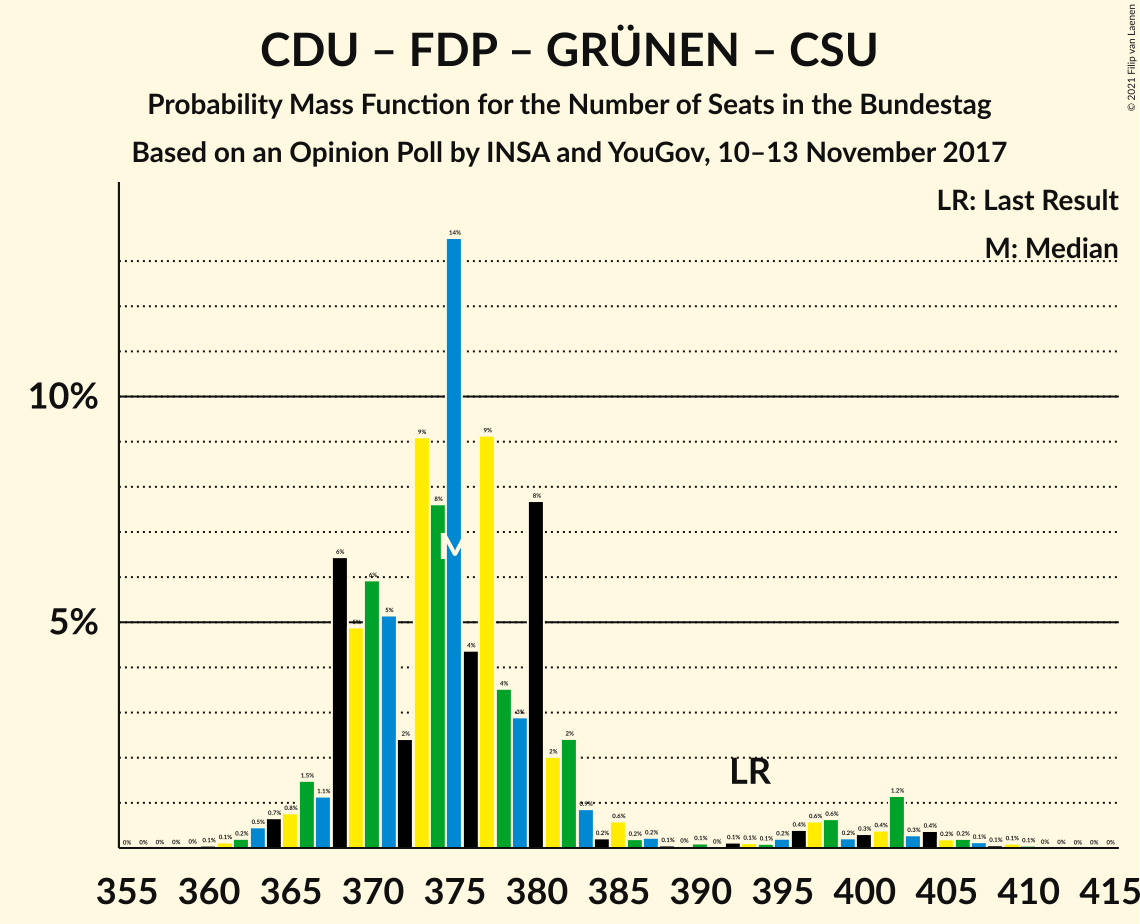 CDU – FDP – GRÜNEN – CSU
Probability Mass Function for the Number of Seats in the Bundestag
Based on an Opinion Poll by INSA and YouGov, 10–13 November 2017
© 2021 Filip van Laenen
LR: Last Result
M: Median
10%
5%
0% 0% 0% 0% 0% 0.1% 0.1% 0.2% 0.5% 0.7% 0.8% 1.5% 1.1% 6% 5% 6% 5% 2% 9% 8% 14% 4% 9% 4% 3% 8% 2% 2% 0.9% 0.2% 0.6% 0.2% 0.2% 0.1% 0% 0.1% 0% 0.1% 0.1% 0.1% 0.2% 0.4% 0.6% 0.6% 0.2% 0.3% 0.4% 1.2% 0.3% 0.4% 0.2% 0.2% 0.1% 0.1% 0.1% 0.1% 0% 0% 0% 0% 0%
M
LR
355 360 365 370 375 380 385 390 395 400 405 410 415